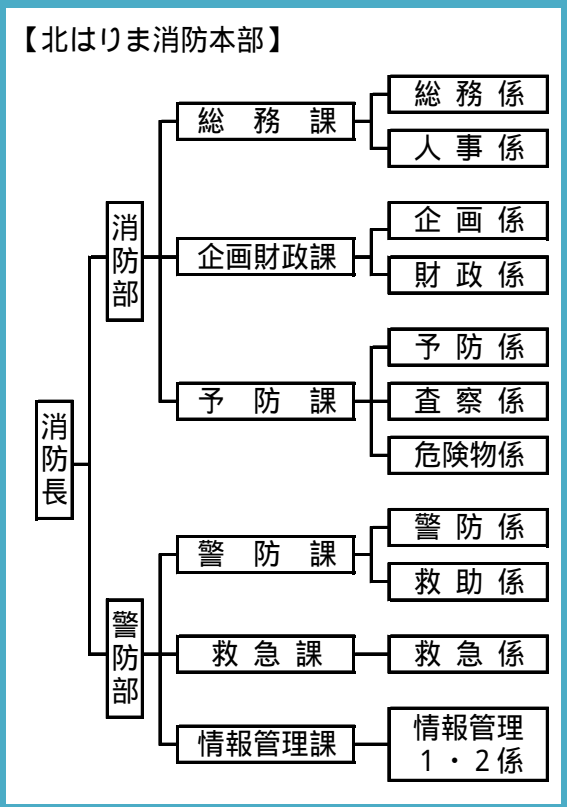 【北はりま消防本部】
消防長
消防部
総務課
総務係
人事係
企画財政課
企画係
財政係
予防課
予防係
査察係
危険物係
警防部
警防課
警防係
救助係
救急課
救急係
情報管理課
情報管理
1・2係